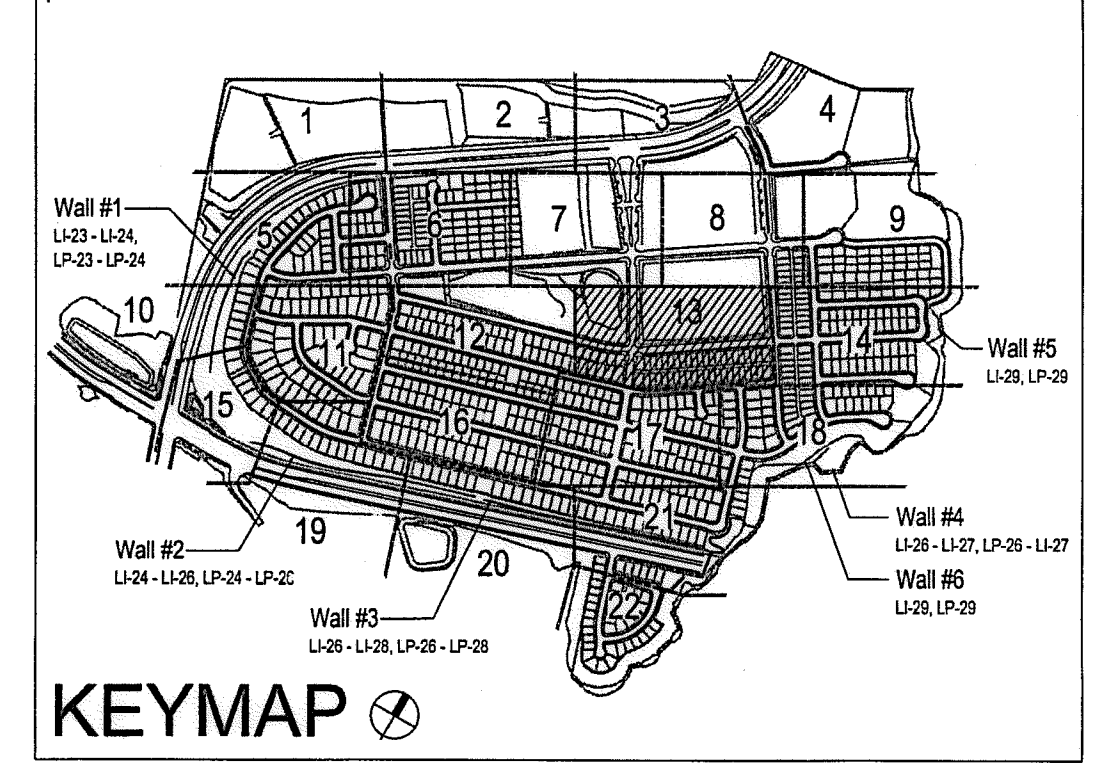 1
2
3
4
Wall #1
LI-23 - LI-24,
LP-23 - LP-24
5
6
7
8
9
10
11
12
13
14
Wall #5
LI-29, LP-29
15
16
17
18
19
20
21
22
Wall #4
LI-26 - LI-27, LP-26 - LI-27
Wall #2
LI-24 - LI-26, LP-24 - LP-26
Wall #6
LI-29, LP-29
Wall #3
LI-26 - LI-28, LP-26 - LP-28
KEYMAP